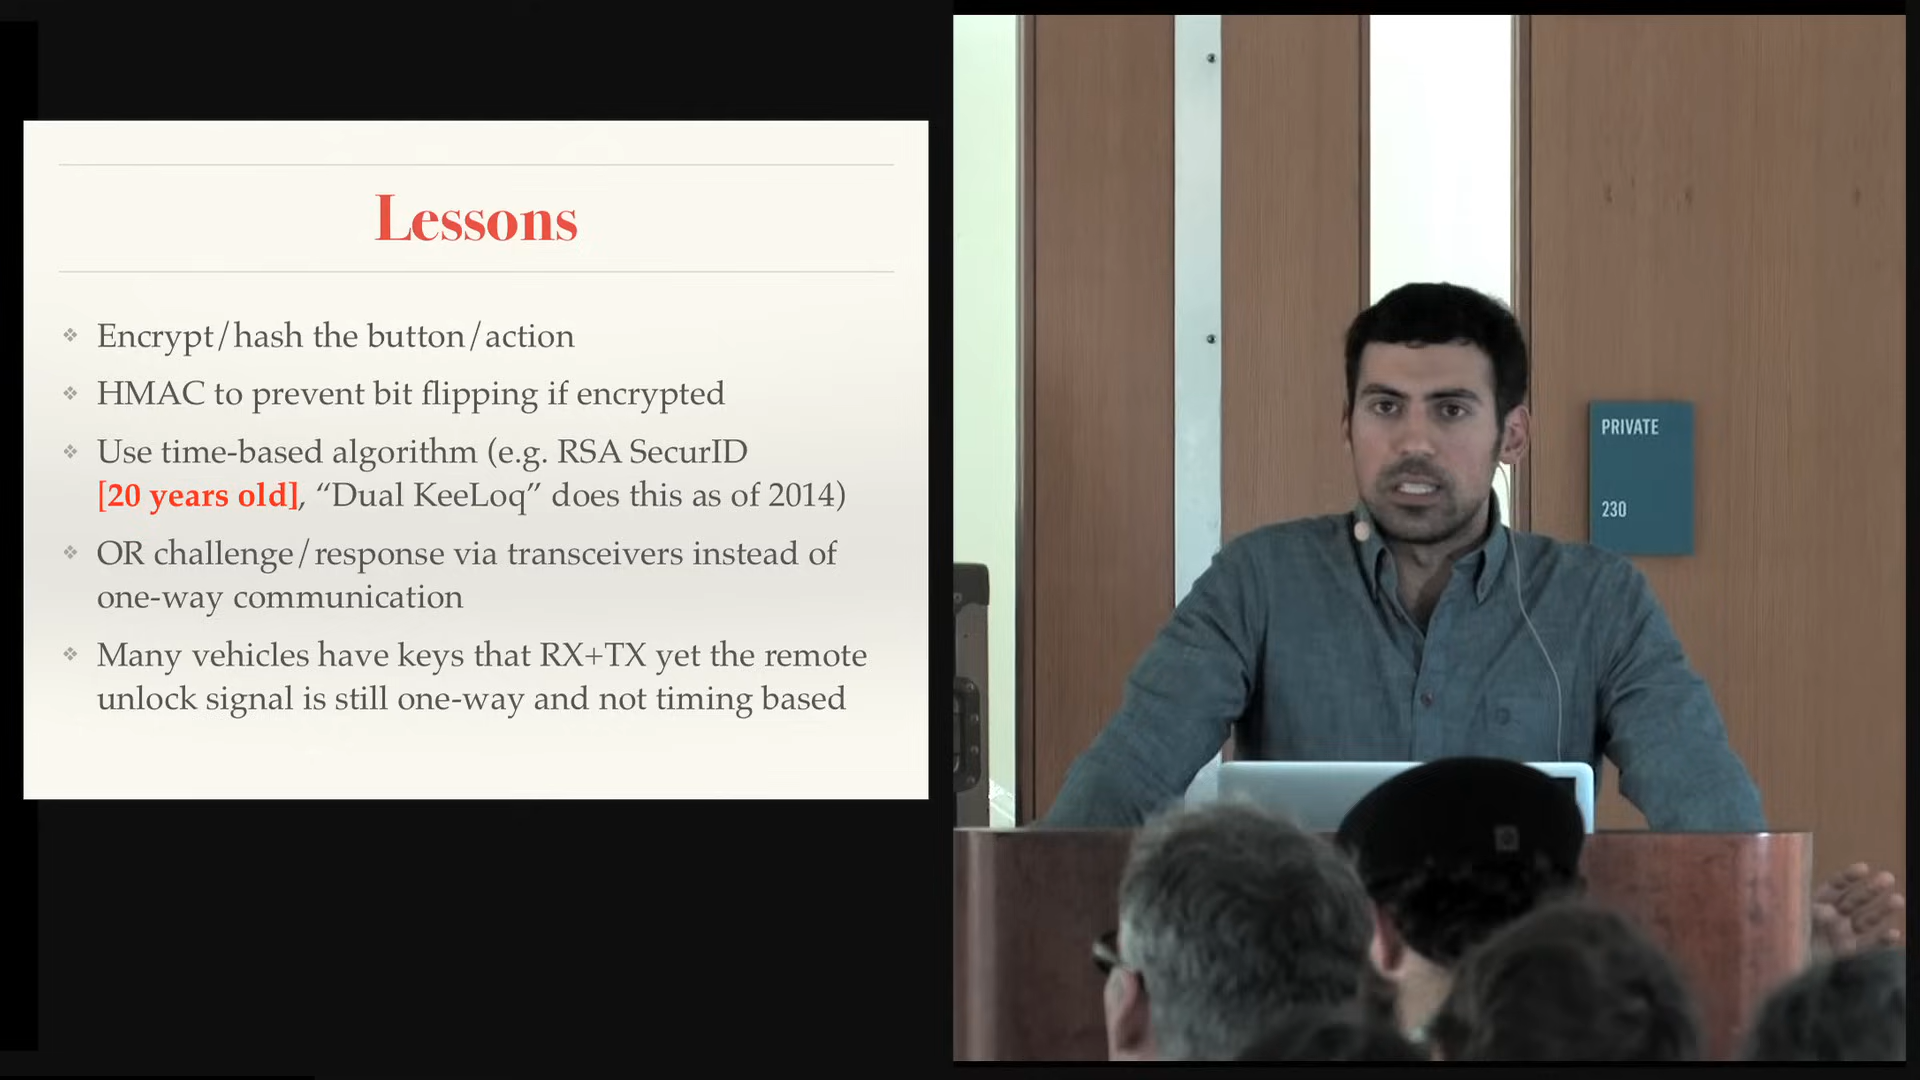 Lessons
Encrypt/hash the button/action
HMAC to prevent bit flipping if encrypted
Use time-based algorithm (e.g. RSA SecurID
[20 years old], “Dual KeeLoq” does this as of 2014)
OR challenge/response via transceivers instead of
one-way communication
Many vehicles have keys that RX+TX yet the remote
unlock signal is still one-way and not timing based
PRIVATE
230